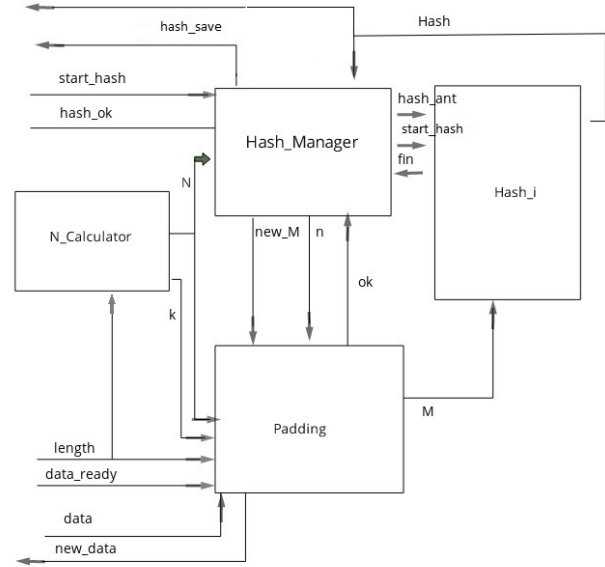 Hash
hash_save
start_hash
hash_ok
hash_ant
start_hash
fin
Hash_Manager
Hash_i
N
N_Calculator
new_M
n
ok
k
M
Padding
length
data_ready
data
new_data